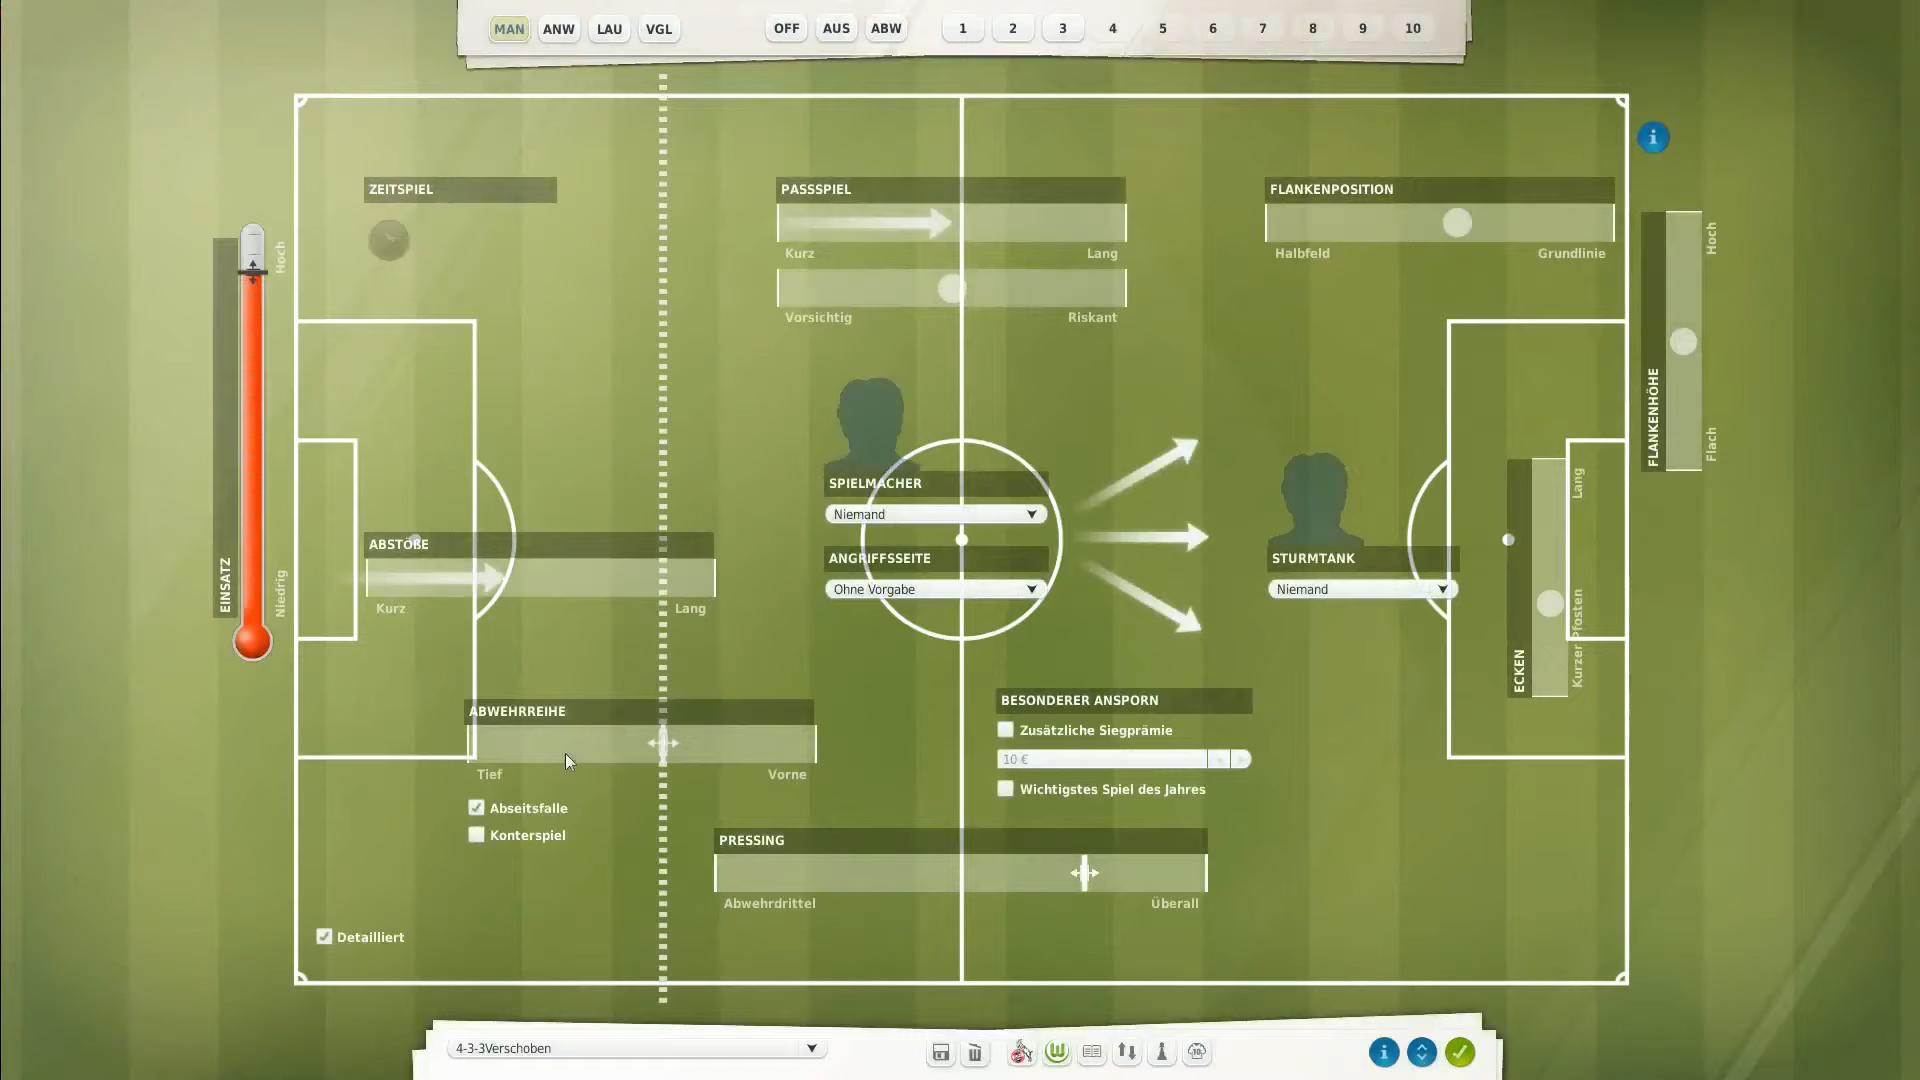 MAN ANW LAU VGL OFF AUS ABW 1 2 3 4 5 6 7 8 9 10
ZEITSPIEL
PASSSPIEL
Kurz Lang
Vorsichtig Riskant
FLANKENPOSITION
Halbfeld Grundlinie
EINSATZ
Hoch
Niedrig
FLANKENHÖHE
Hoch
Flach
SPIELMACHER
Niemand
ANGRIFFSSEITE
Ohne Vorgabe
STURMTANK
Niemand
ABSTÖßE
Kurz Lang
ECKEN
Lang
Kurzer Pfosten
ABWEHRREIHE
Tief Vorne
Abseitsfalle
Konterspiel
BESONDERER ANSPORN
Zusätzliche Siegprämie
10 €
Wichtigstes Spiel des Jahres
PRESSING
Abwehrdrittel Überall
Detailliert
4-3-3Verschoben